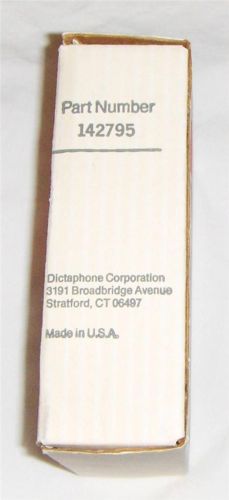 Part Number
142795
Dictaphone Corporation
3191 Broadbridge Avenue
Stratford, CT 06497
Made in U.S.A.